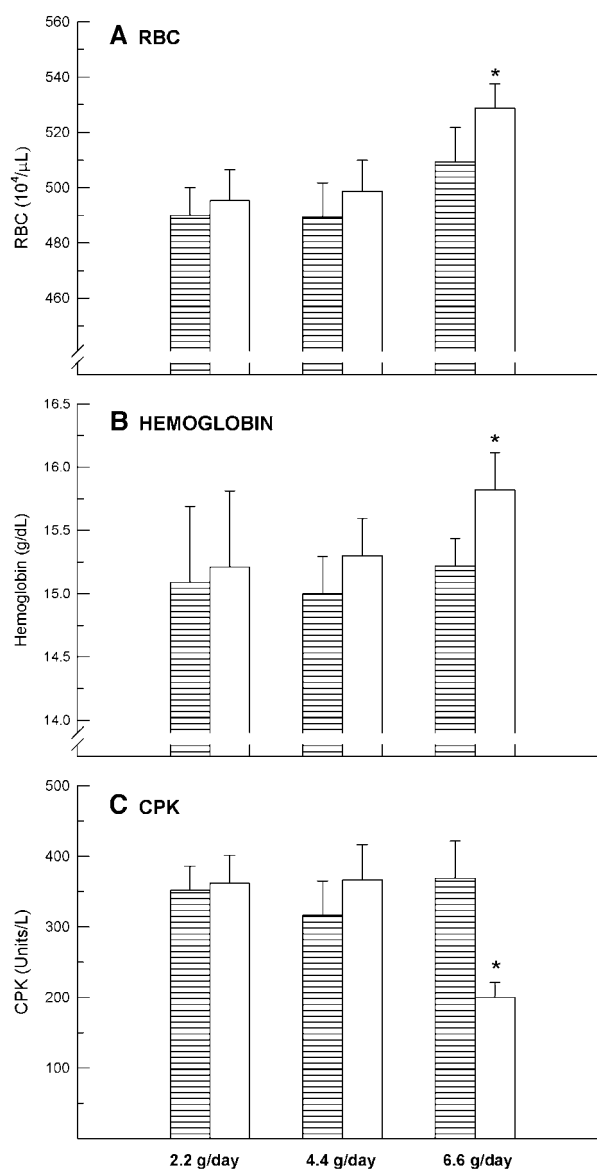 A RBC
560
540
520
500
480
460
RBC (10⁴/μL)
*
B HEMOGLOBIN
16.5
16.0
15.5
15.0
14.5
14.0
Hemoglobin (g/dL)
*
C CPK
500
400
300
200
100
CPK (Units/L)
*
2.2 g/day 4.4 g/day 6.6 g/day